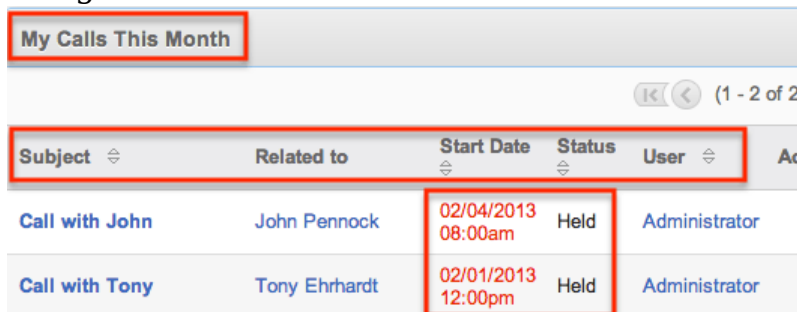 My Calls This Month
(1 - 2 of 2
Subject Related to Start Date Status User
Call with John John Pennock 02/04/2013 08:00am Held Administrator
Call with Tony Tony Ehrhardt 02/01/2013 12:00pm Held Administrator